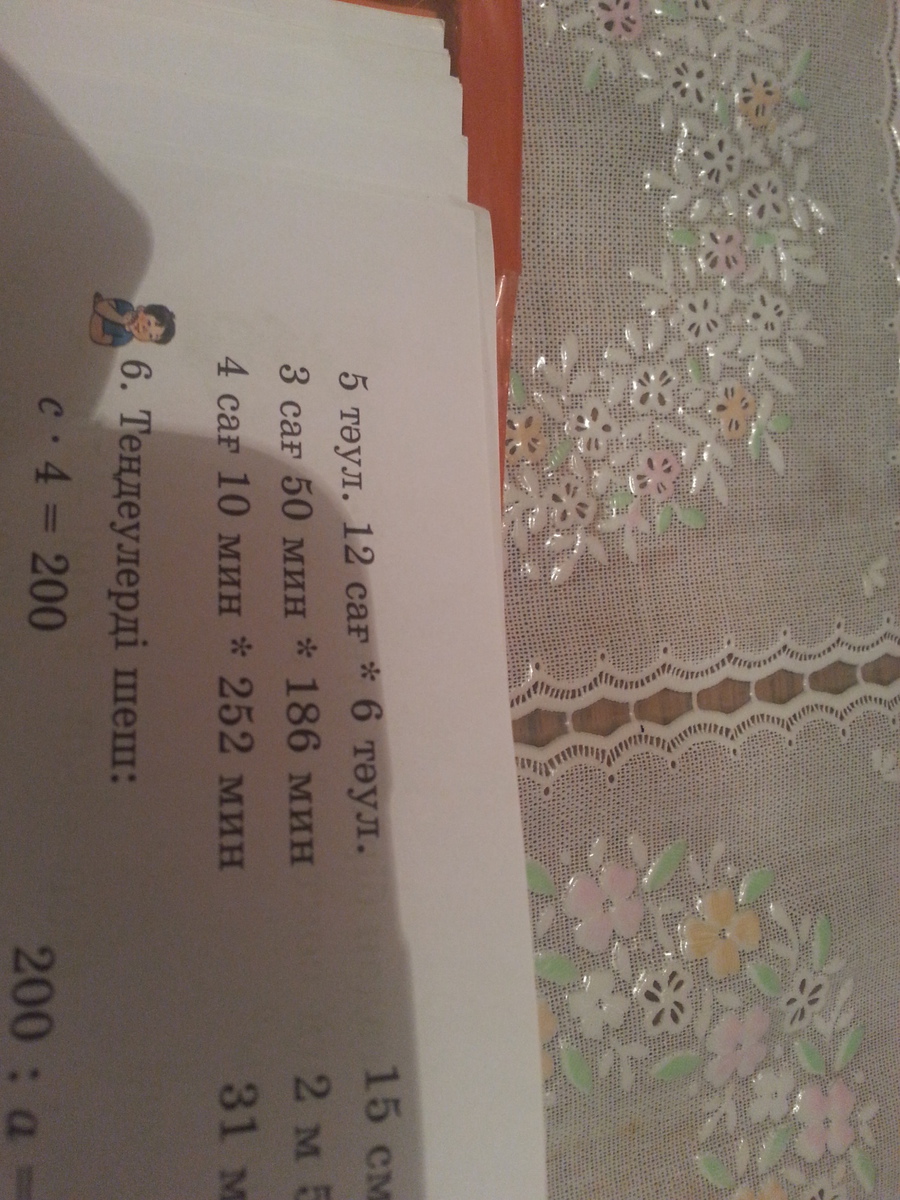 5 тәул. 12 сағ * 6 тәул.
15 см
3 сағ 50 мин * 186 мин
2 м 5
4 сағ 10 мин * 252 мин
31 м
6. Теңдеулерді шеш:
c · 4 = 200
200 : a =